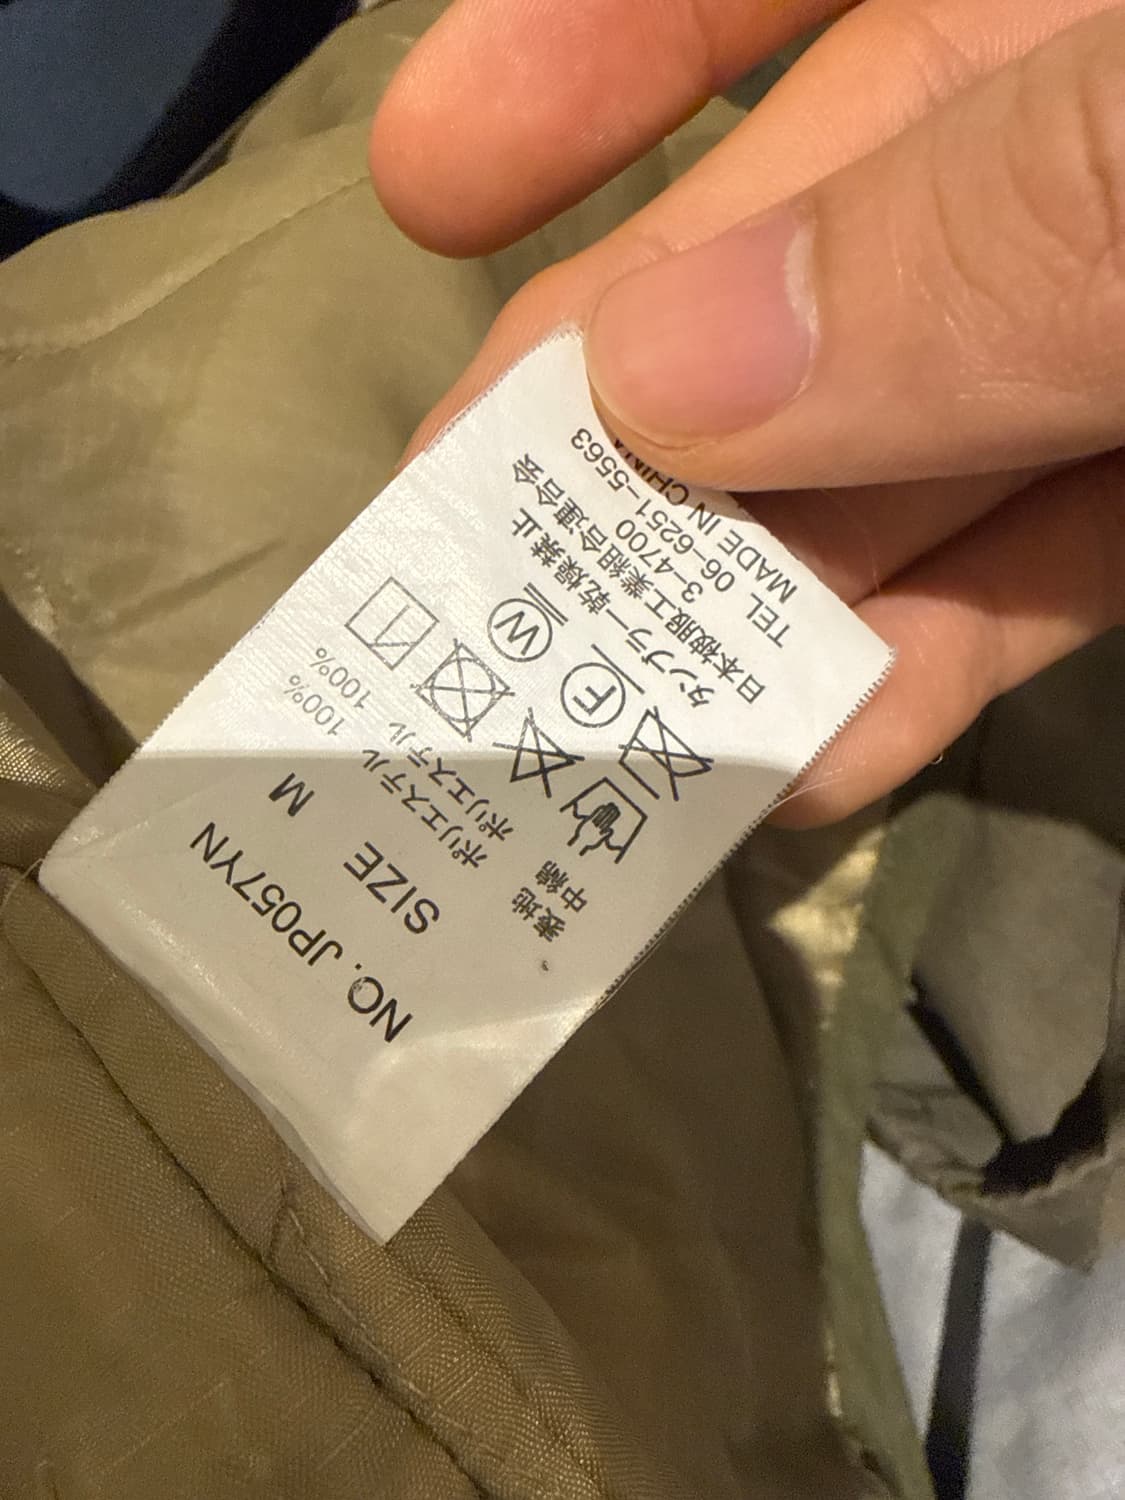 NO. JP057YN
SIZE M
表地 ポリエステル 100%
中綿 ポリエステル 100%
F W
タンブラー乾燥禁止
日本被服工業組合連合会
3-4700
TEL 06-6251-5563
MADE IN CHINA